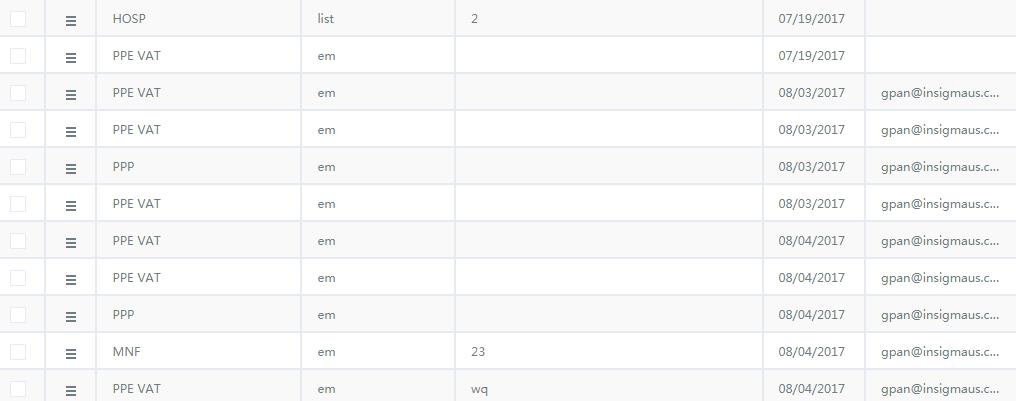 HOSP list 2 07/19/2017
PPE VAT em 07/19/2017
PPE VAT em 08/03/2017 gpan@insigmaus.c...
PPE VAT em 08/03/2017 gpan@insigmaus.c...
PPP em 08/03/2017 gpan@insigmaus.c...
PPE VAT em 08/03/2017 gpan@insigmaus.c...
PPE VAT em 08/04/2017 gpan@insigmaus.c...
PPE VAT em 08/04/2017 gpan@insigmaus.c...
PPP em 08/04/2017 gpan@insigmaus.c...
MNF em 23 08/04/2017 gpan@insigmaus.c...
PPE VAT em wq 08/04/2017 gpan@insigmaus.c...